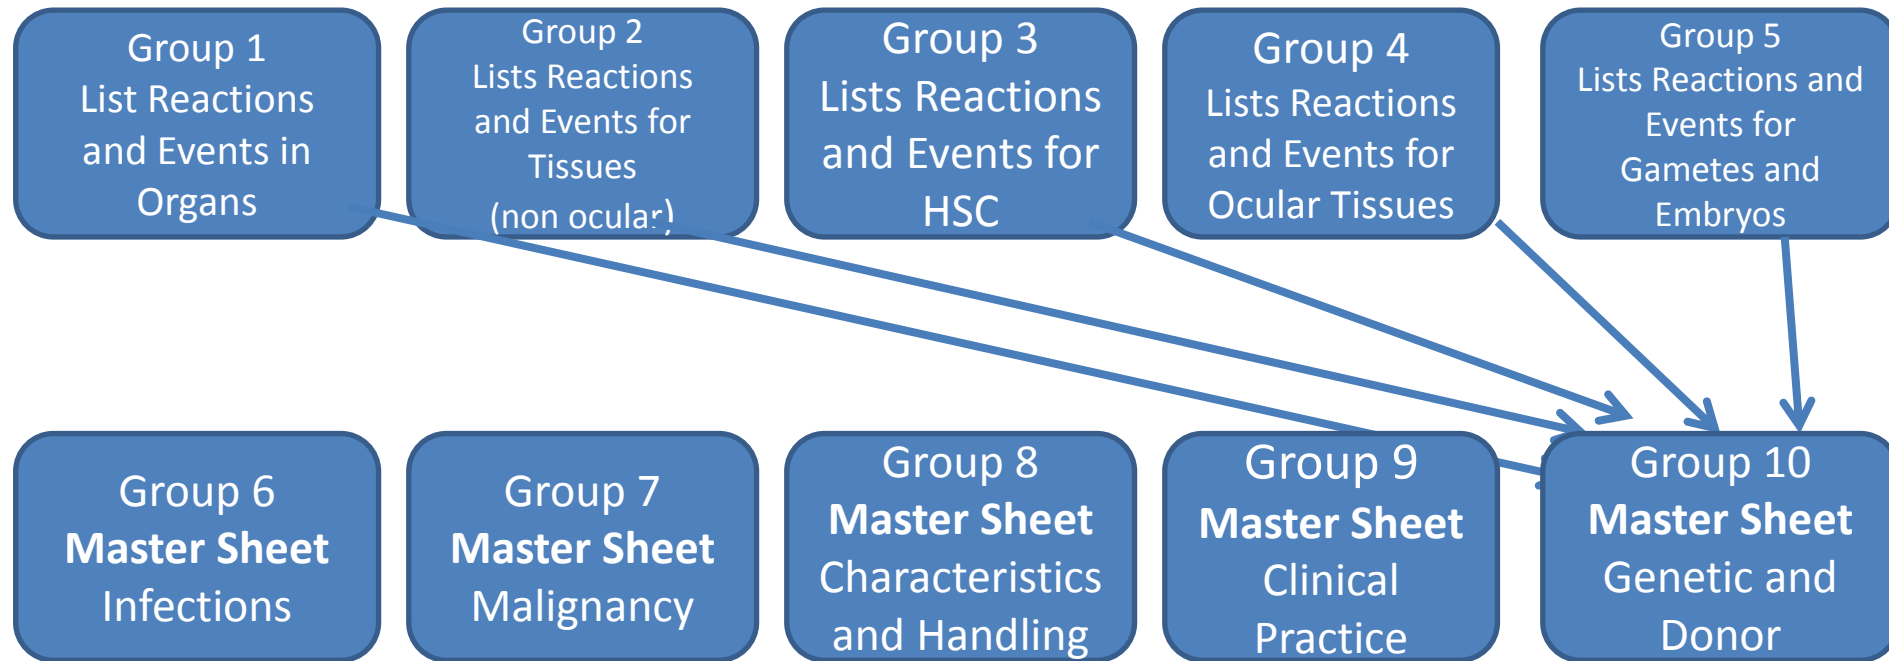 Group 1
List Reactions
and Events in
Organs
Group 2
Lists Reactions
and Events for
Tissues
(non ocular)
Group 3
Lists Reactions
and Events for
HSC
Group 4
Lists Reactions
and Events for
Ocular Tissues
Group 5
Lists Reactions and
Events for
Gametes and
Embryos
Group 6
Master Sheet
Infections
Group 7
Master Sheet
Malignancy
Group 8
Master Sheet
Characteristics
and Handling
Group 9
Master Sheet
Clinical
Practice
Group 10
Master Sheet
Genetic and
Donor